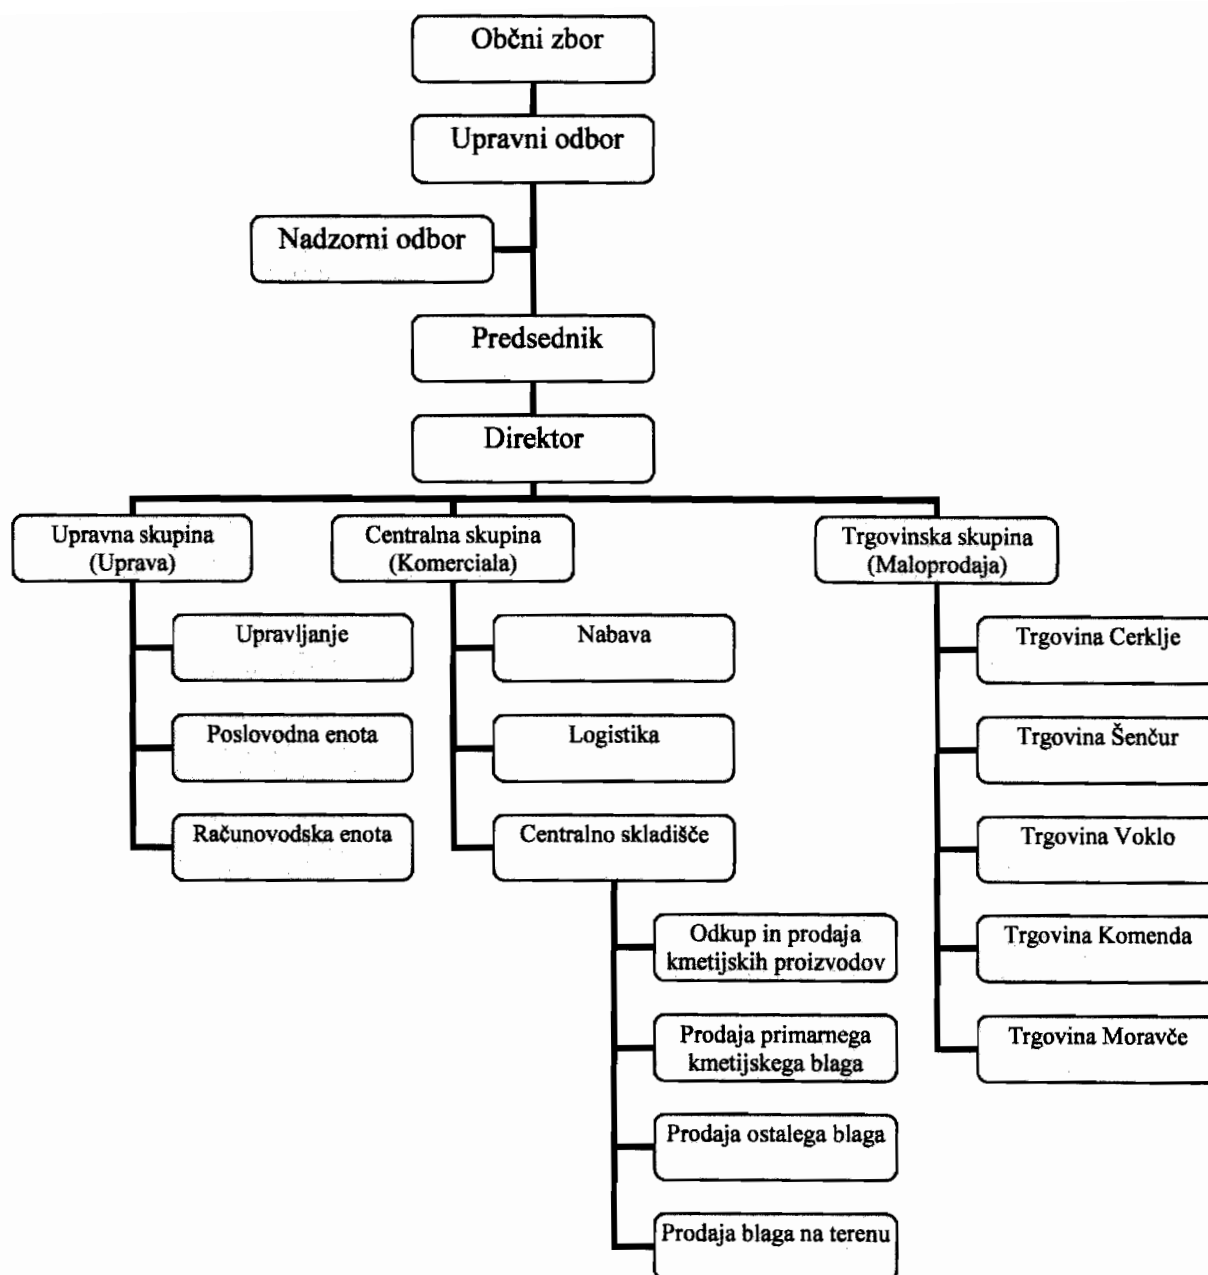 Občni zbor
Upravni odbor
Nadzorni odbor
Predsednik
Direktor
Upravna skupina
(Uprava)
Upravljanje
Poslovodna enota
Računovodska enota
Centralna skupina
(Komerciala)
Nabava
Logistika
Centralno skladišče
Odkup in prodaja
kmetijskih proizvodov
Prodaja primarnega
kmetijskega blaga
Prodaja ostalega blaga
Prodaja blaga na terenu
Trgovinska skupina
(Maloprodaja)
Trgovina Cerklje
Trgovina Šenčur
Trgovina Voklo
Trgovina Komenda
Trgovina Moravče